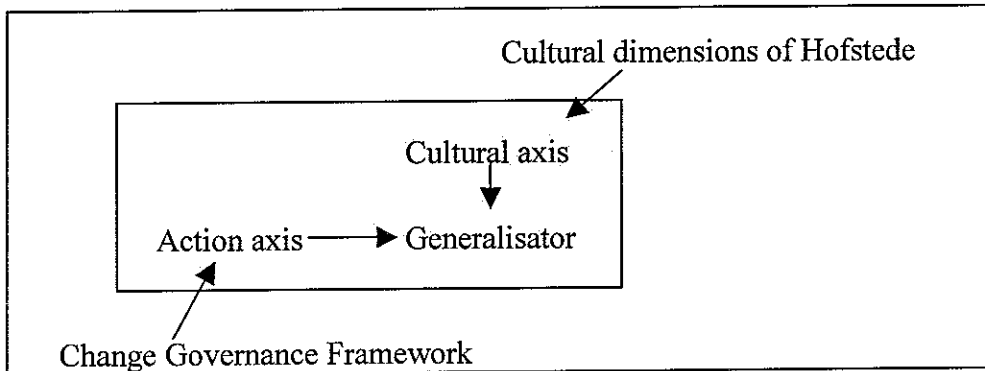 Cultural dimensions of Hofstede
Cultural axis
Action axis
Generalisator
Change Governance Framework